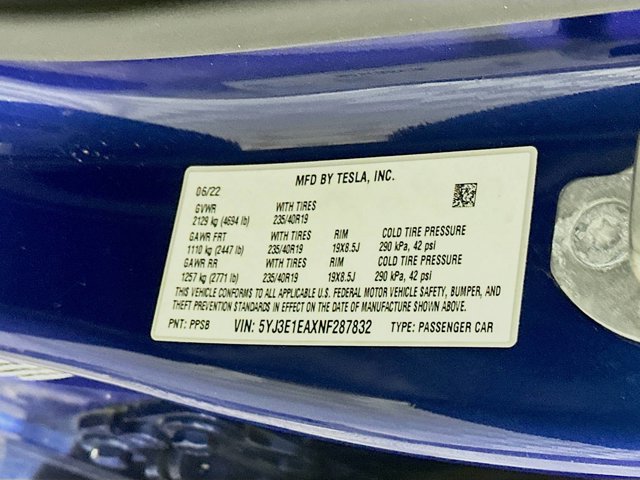 MFD BY TESLA, INC.
06/22
GVWR WITH TIRES
2129 kg (4694 lb) 235/40R19
GAWR FRT WITH TIRES RIM COLD TIRE PRESSURE
1110 kg (2447 lb) 235/40R19 19X8.5J 290 kPa, 42 psi
GAWR RR WITH TIRES RIM COLD TIRE PRESSURE
1257 kg (2771 lb) 235/40R19 19X8.5J 290 kPa, 42 psi
THIS VEHICLE CONFORMS TO ALL APPLICABLE U.S. FEDERAL MOTOR VEHICLE SAFETY, BUMPER, AND
THEFT PREVENTION STANDARDS IN EFFECT ON THE DATE OF MANUFACTURE SHOWN ABOVE.
PNT: PPSB VIN: 5YJ3E1EAXNF287832 TYPE: PASSENGER CAR